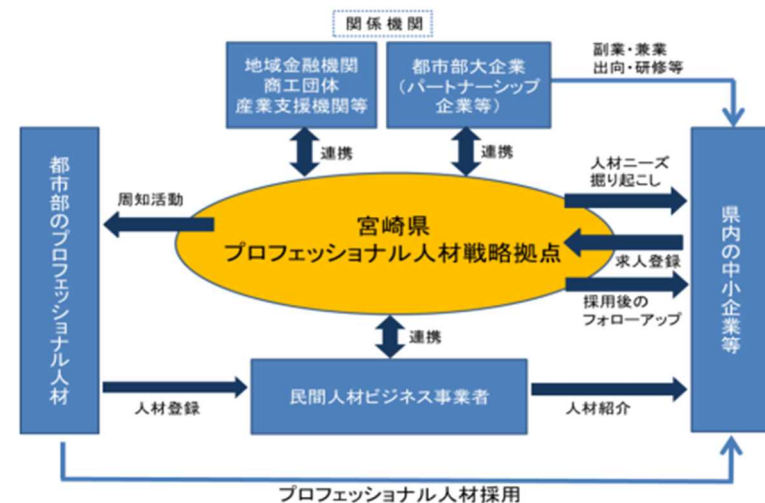 関係機関
地域金融機関
商工団体
産業支援機関等
都市部大企業
(パートナーシップ
企業等)
副業・兼業
出向・研修等
連携
連携
都市部のプロフェッショナル人材
周知活動
宮崎県
プロフェッショナル人材戦略拠点
人材ニーズ
掘り起こし
求人登録
採用後の
フォローアップ
県内の中小企業等
連携
人材登録
民間人材ビジネス事業者
人材紹介
プロフェッショナル人材採用